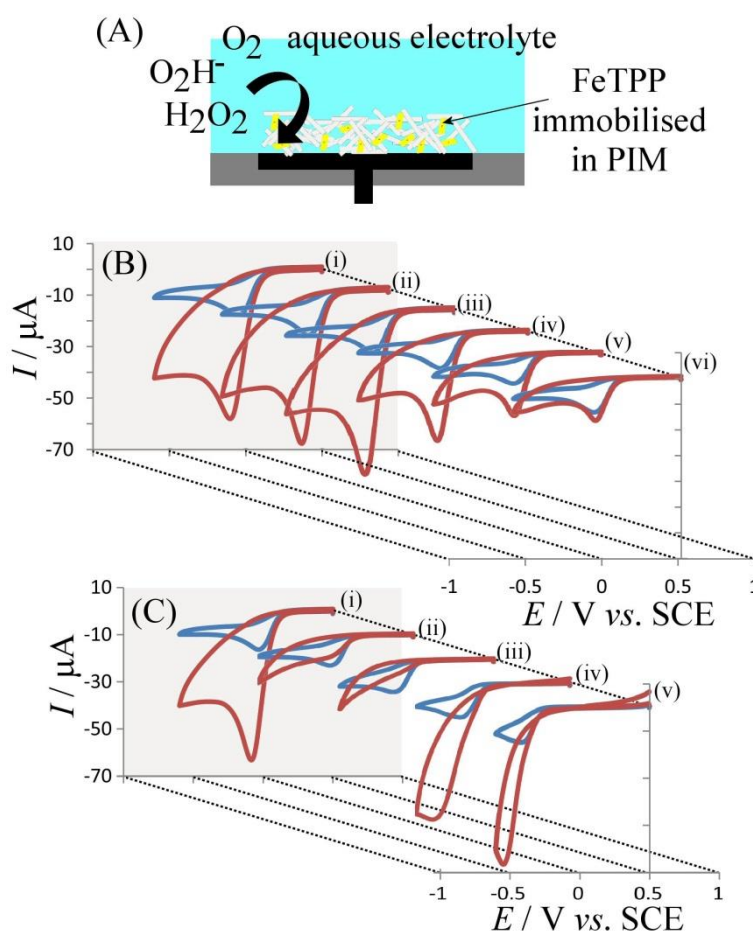 (A)
O2 aqueous electrolyte
O2H-
H2O2
FeTPP
immobilised
in PIM
(B)
10
-10
-30
-50
-70
I / µA
(i)
(ii)
(iii)
(iv)
(v)
(vi)
-1 -0.5 0 0.5 1
E / V vs. SCE
(C)
10
-10
-30
-50
-70
I / µA
(i)
(ii)
(iii)
(iv)
(v)
-1 -0.5 0 0.5 1
E / V vs. SCE